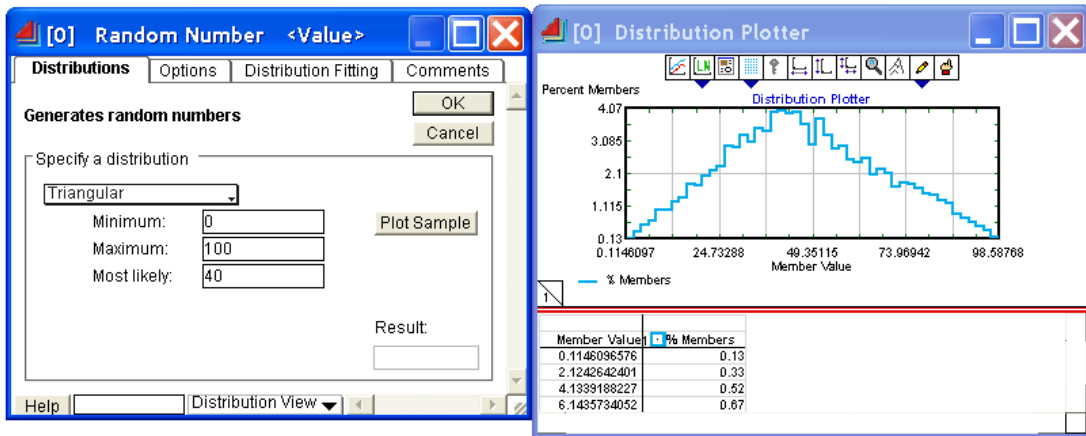 [0] Random Number <Value>
Distributions Options Distribution Fitting Comments
OK
Generates random numbers
Cancel
Specify a distribution
Triangular
Minimum: 0
Plot Sample
Maximum: 100
Most likely: 40
Result:
Help Distribution View
[0] Distribution Plotter
LN
Percent Members
Distribution Plotter
4.07
3.085
2.1
1.115
0.13
0.1146097 24.73288 49.35115 73.96942 98.58768
Member Value
% Members
1
Member Value % Members
0.1146096576 0.13
2.1242642401 0.33
4.1339188227 0.52
6.1435734052 0.67